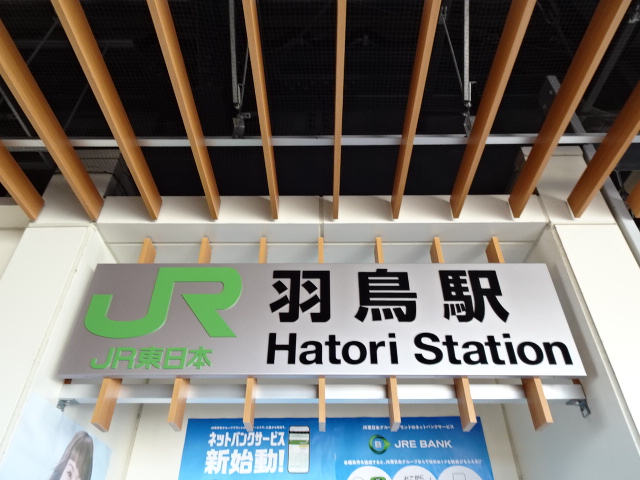 JR
JR東日本
羽鳥駅
Hatori Station
ネットバンクサービス
新始動!
JRE BANK